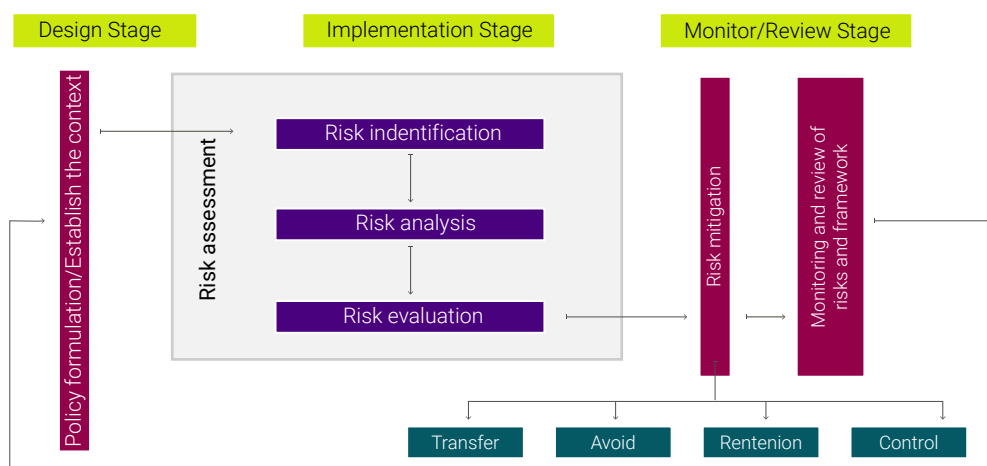 Design Stage
Implementation Stage
Monitor/Review Stage
Policy formulation/Establish the context
Risk assessment
Risk indentification
Risk analysis
Risk evaluation
Risk mitigation
Monitoring and review of
risks and framework
Transfer
Avoid
Rentenion
Control